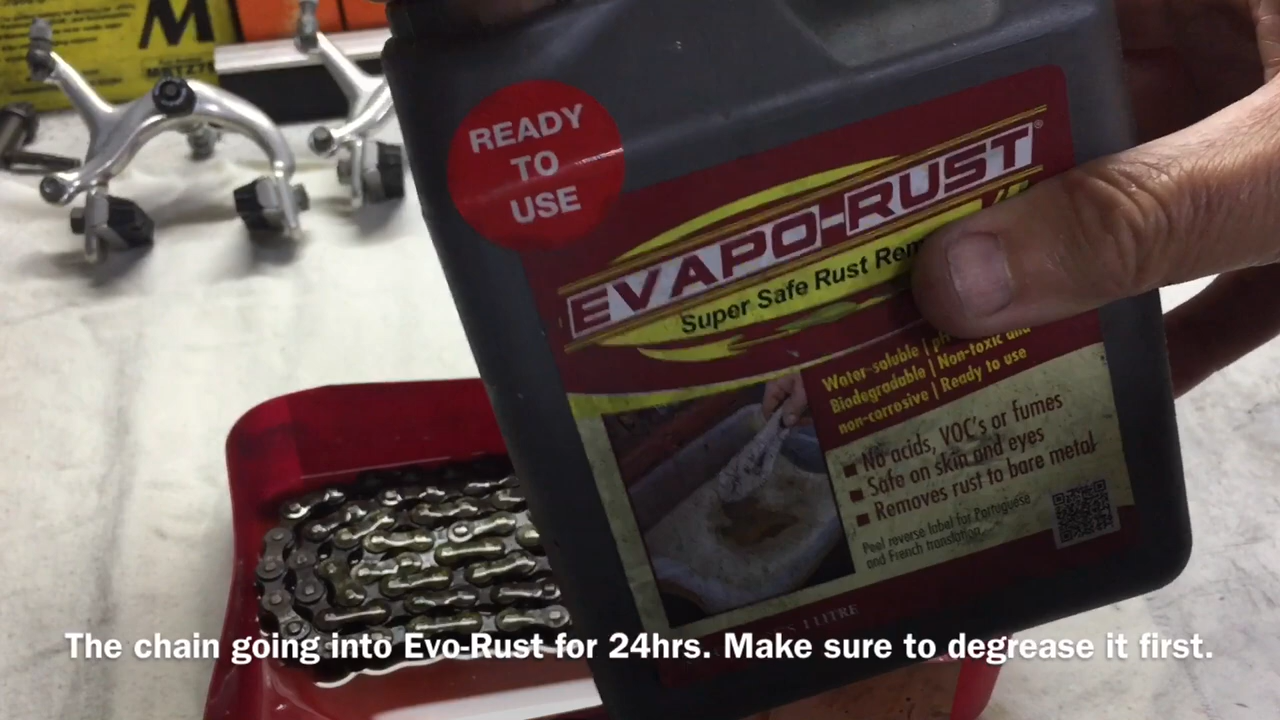 M
READY
TO
USE
EVAPO-RUST®
Super Safe Rust
Water-soluble |
Biodegradable | Non-toxic and
non-corrosive | Ready to use
■ No acids, VOC's or fumes
■ Safe on skin and eyes
■ Removes rust to bare metal
Peel reverse label for Portuguese
and French translation.
1 LITRE
The chain going into Evo-Rust for 24hrs. Make sure to degrease it first.